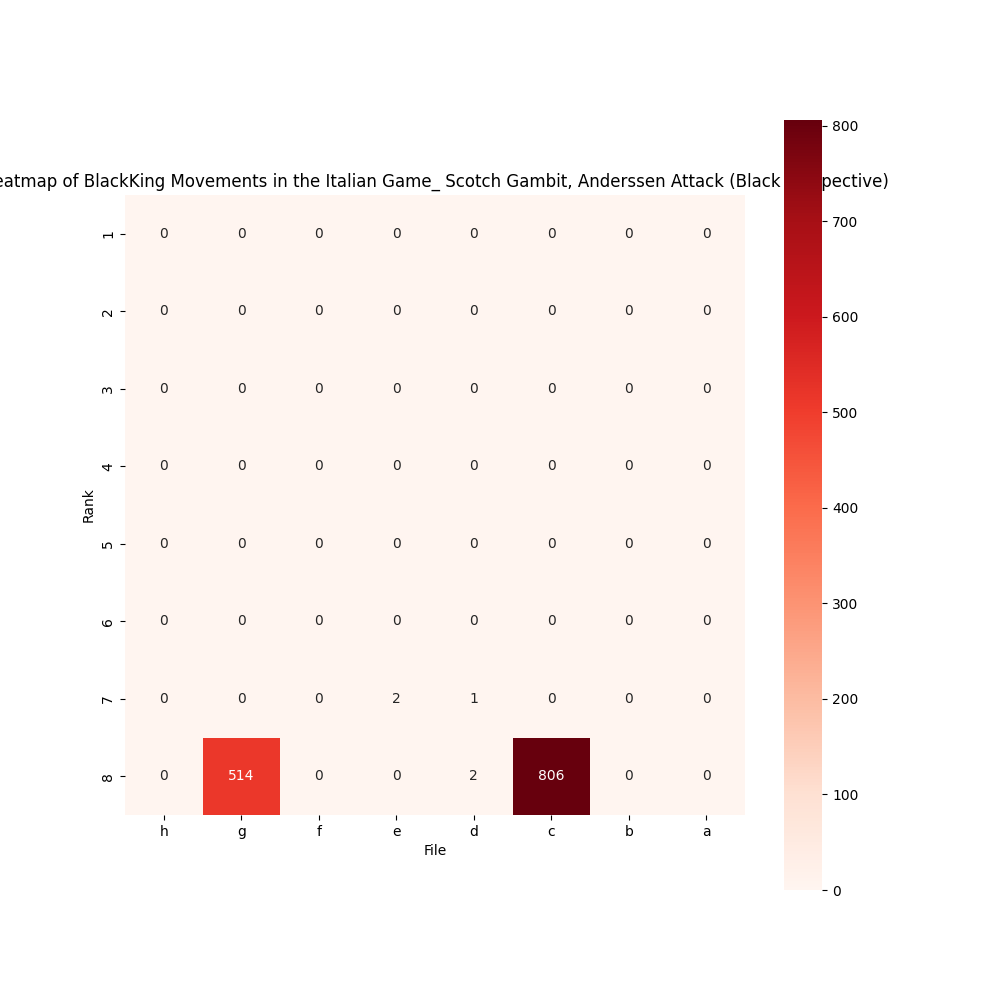 800
eatmap of BlackKing Movements in the Italian Game_ Scotch Gambit, Anderssen Attack (Black pective)
700
600
500
400
300
200
100
0
Rank
1 0 0 0 0 0 0 0 0
2 0 0 0 0 0 0 0 0
3 0 0 0 0 0 0 0 0
4 0 0 0 0 0 0 0 0
5 0 0 0 0 0 0 0 0
6 0 0 0 0 0 0 0 0
7 0 0 0 2 1 0 0 0
8 0 514 0 0 2 806 0 0
h g f e d c b a
File